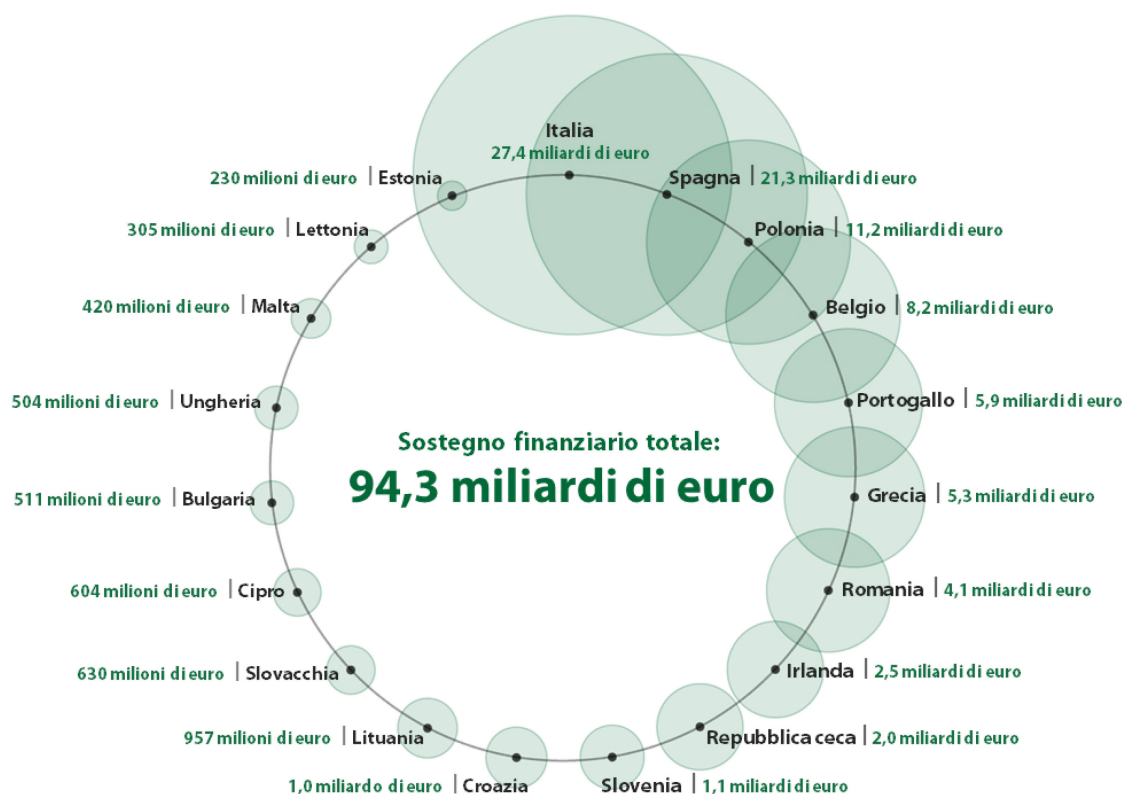 Italia
27,4 miliardi di euro
Spagna | 21,3 miliardi di euro
Polonia | 11,2 miliardi di euro
Belgio | 8,2 miliardi di euro
Portogallo | 5,9 miliardi di euro
Grecia | 5,3 miliardi di euro
Romania | 4,1 miliardi di euro
Irlanda | 2,5 miliardi di euro
Repubblica ceca | 2,0 miliardi di euro
Slovenia | 1,1 miliardi di euro
1,0 miliardo di euro | Croazia
957 milioni di euro | Lituania
630 milioni di euro | Slovacchia
604 milioni di euro | Cipro
511 milioni di euro | Bulgaria
504 milioni di euro | Ungheria
420 milioni di euro | Malta
305 milioni di euro | Lettonia
230 milioni di euro | Estonia
Sostegno finanziario totale:
94,3 miliardi di euro